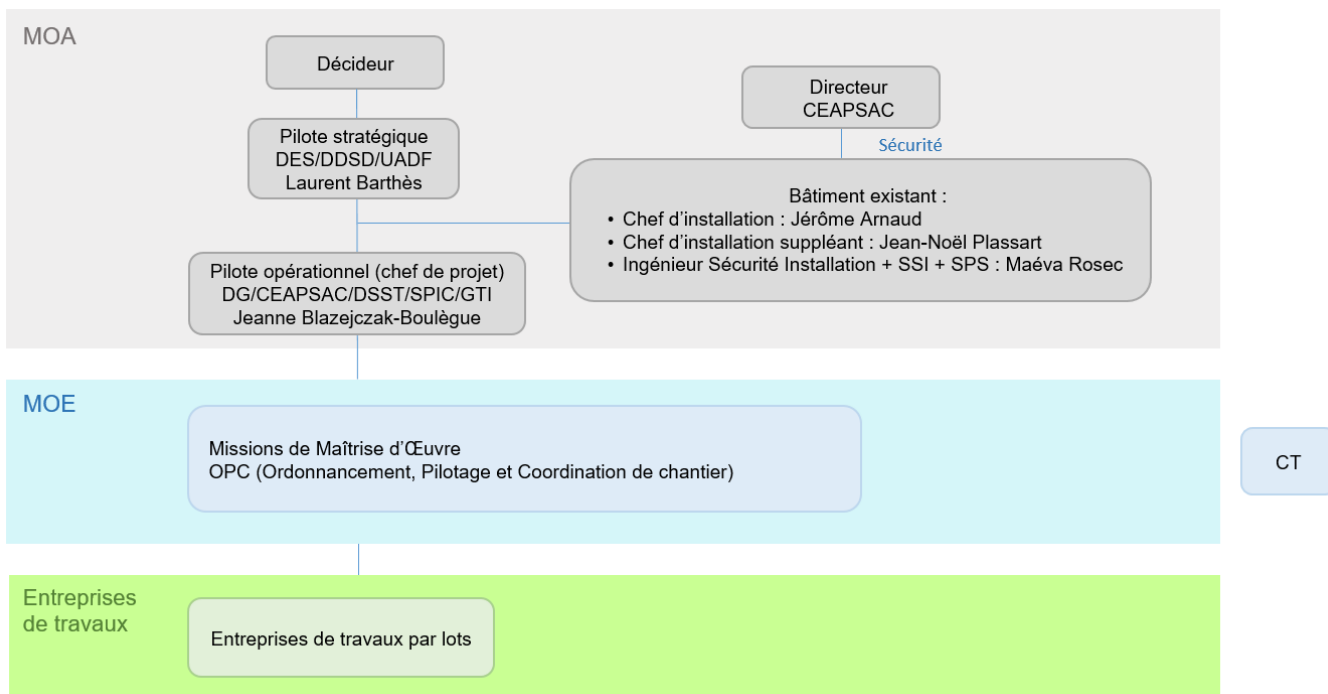 MOA
Décideur
Directeur
CEAPSAC
Pilote stratégique
DES/DDSD/UADF
Laurent Barthès
Sécurité
Bâtiment existant :
• Chef d’installation : Jérôme Arnaud
• Chef d’installation suppléant : Jean-Noël Plassart
• Ingénieur Sécurité Installation + SSI + SPS : Maéva Rosec
Pilote opérationnel (chef de projet)
DG/CEAPSAC/DSST/SPIC/GTI
Jeanne Blazejczak-Boulègue
MOE
Missions de Maîtrise d’Œuvre
OPC (Ordonnancement, Pilotage et Coordination de chantier)
CT
Entreprises
de travaux
Entreprises de travaux par lots